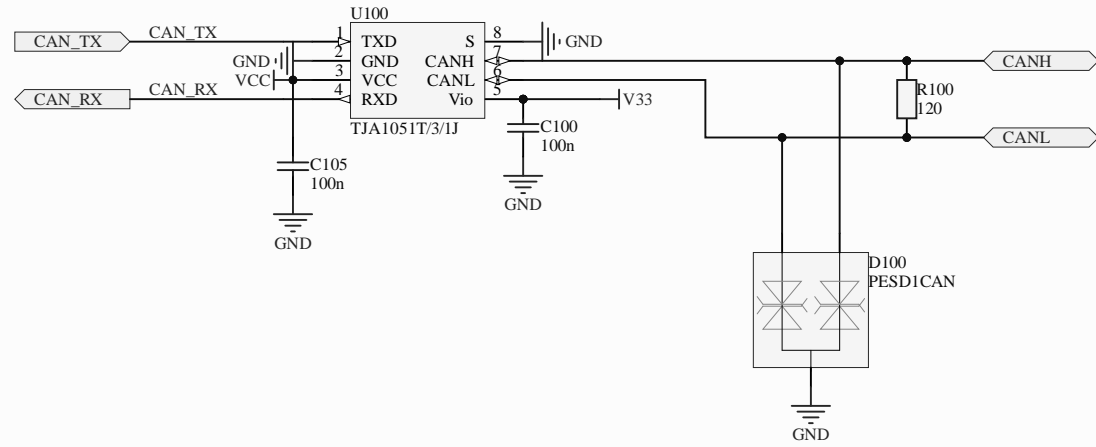 U100
CAN_TX
CAN_TX
1
TXD
S
8
GND
GND
2
GND
CANH
7
CANH
VCC
3
VCC
CANL
6
CAN_RX
CAN_RX
4
RXD
Vio
5
V33
R100
120
TJA1051T/3/1J
C100
100n
CANL
C105
100n
GND
GND
D100
PESD1CAN
GND